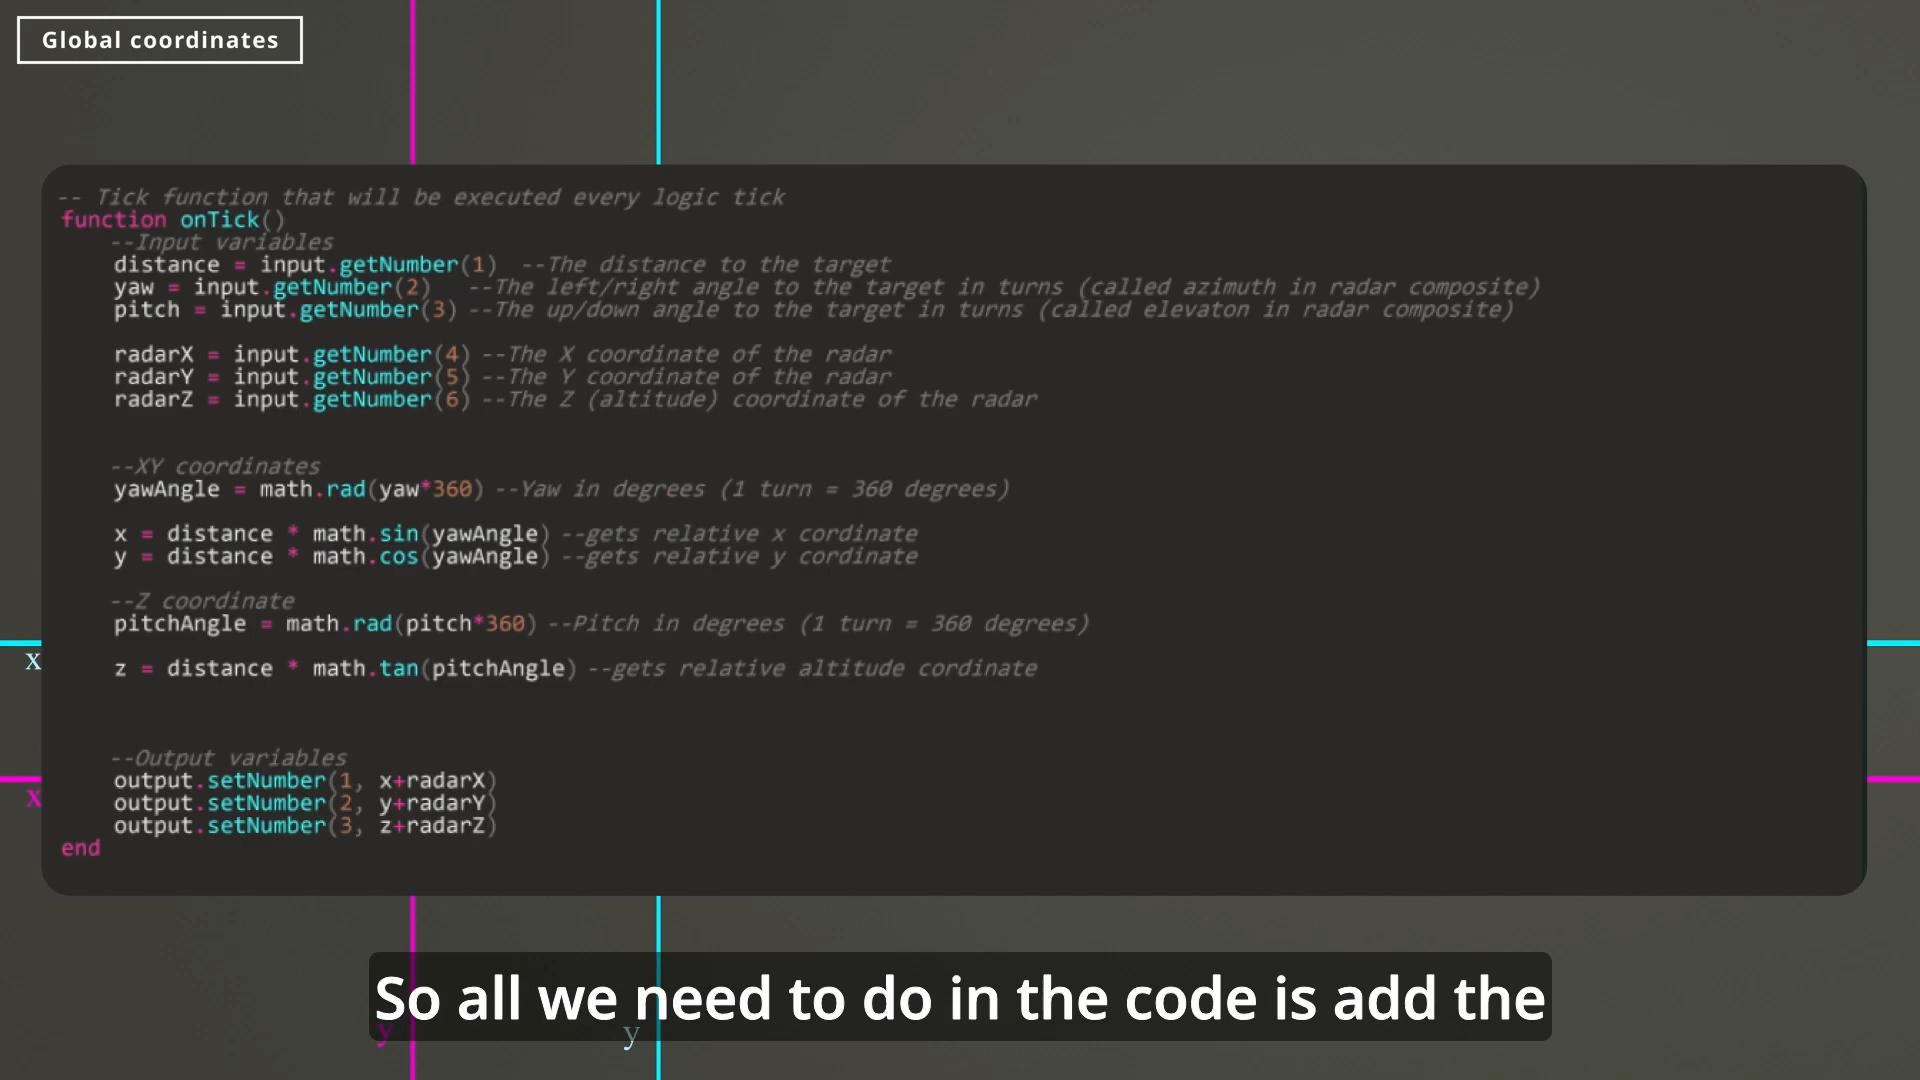 Global coordinates
-- Tick function that will be executed every logic tick
function onTick()
--Input variables
distance = input.getNumber(1)  --The distance to the target
yaw = input.getNumber(2)   --The left/right angle to the target in turns (called azimuth in radar composite)
pitch = input.getNumber(3) --The up/down angle to the target in turns (called elevaton in radar composite)
radarX = input.getNumber(4) --The X coordinate of the radar
radarY = input.getNumber(5) --The Y coordinate of the radar
radarZ = input.getNumber(6) --The Z (altitude) coordinate of the radar
--XY coordinates
yawAngle = math.rad(yaw*360) --Yaw in degrees (1 turn = 360 degrees)
x = distance * math.sin(yawAngle) --gets relative x cordinate
y = distance * math.cos(yawAngle) --gets relative y cordinate
--Z coordinate
pitchAngle = math.rad(pitch*360) --Pitch in degrees (1 turn = 360 degrees)
x
z = distance * math.tan(pitchAngle) --gets relative altitude cordinate
--Output variables
output.setNumber(1, x+radarX)
x
output.setNumber(2, y+radarY)
output.setNumber(3, z+radarZ)
end
So all we need to do in the code is add the
y
y